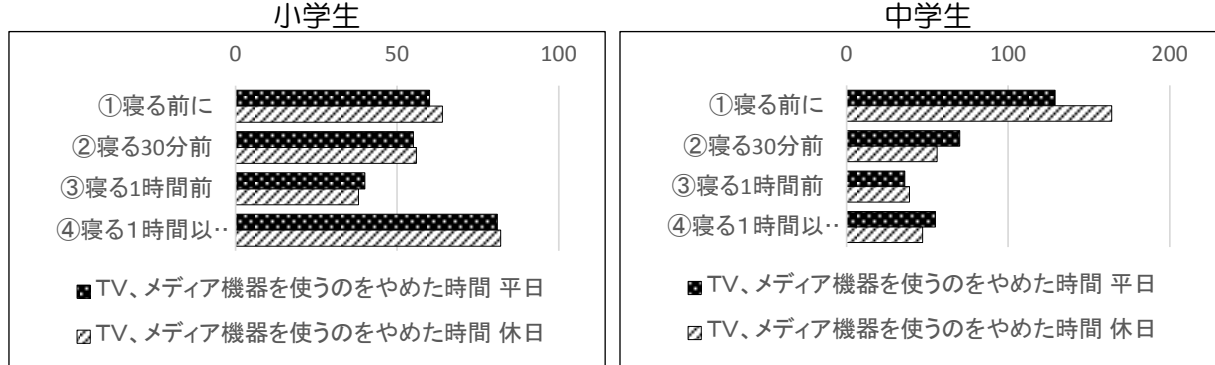 小学生
0 50 100
①寝る前に
②寝る30分前
③寝る1時間前
④寝る１時間以‥
TV、メディア機器を使うのをやめた時間 平日
TV、メディア機器を使うのをやめた時間 休日
中学生
0 100 200
①寝る前に
②寝る30分前
③寝る1時間前
④寝る１時間以‥
TV、メディア機器を使うのをやめた時間 平日
TV、メディア機器を使うのをやめた時間 休日